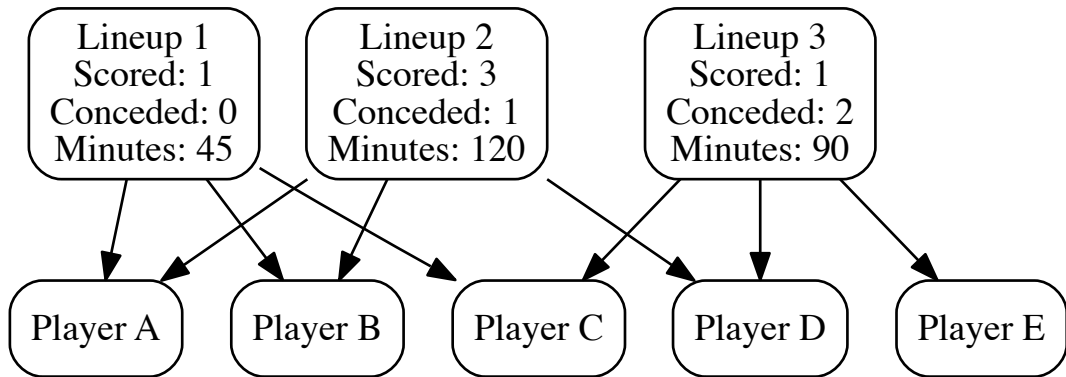 Lineup 1
Scored: 1
Conceded: 0
Minutes: 45
Lineup 2
Scored: 3
Conceded: 1
Minutes: 120
Lineup 3
Scored: 1
Conceded: 2
Minutes: 90
Player A
Player B
Player C
Player D
Player E